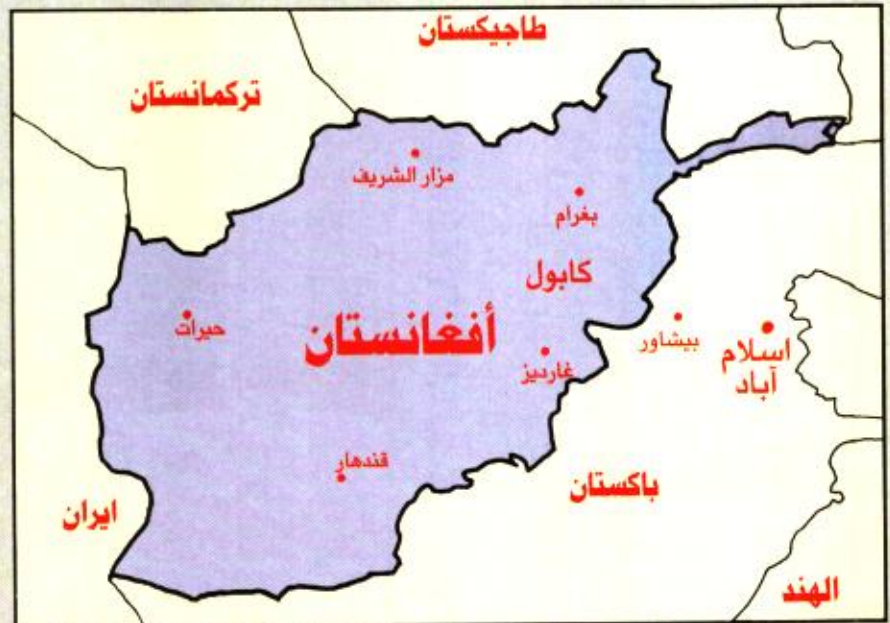 طاجيكستان
تركمانستان
مزار الشريف
بغرام
كابول
أفغانستان
حيرات
بيشاور
اسلام
آباد
غارديز
قندهار
باكستان
ايران
الهند